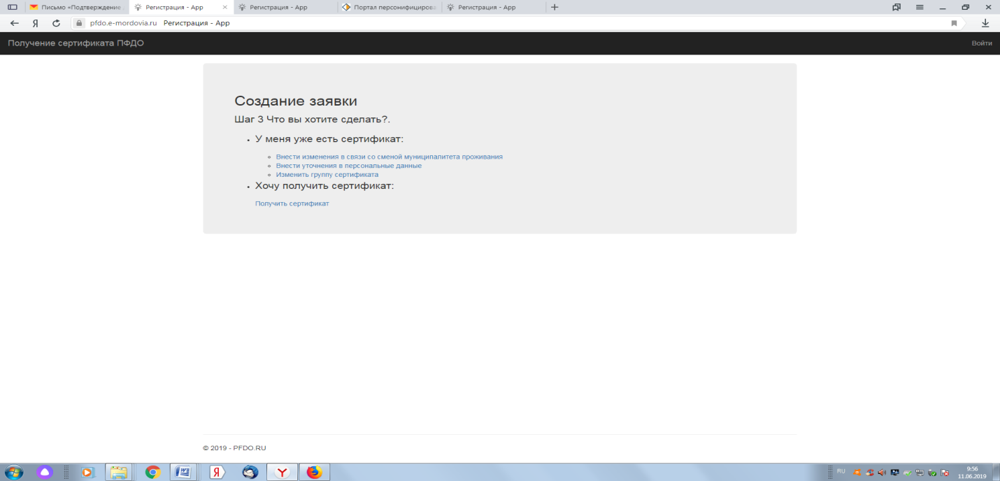 Письмо «Подтверждение
Регистрация - App
Регистрация - App
Портал персонифицирова
Регистрация - App
Я
pfdo.e-mordovia.ru Регистрация - App
Получение сертификата ПФДО
Войти
Создание заявки
Шаг 3 Что вы хотите сделать?.
У меня уже есть сертификат:
Внести изменения в связи со сменой муниципалитета проживания
Внести уточнения в персональные данные
Изменить группу сертификата
Хочу получить сертификат:
Получить сертификат
© 2019 - PFDO.RU
RU
9:56
11.06.2019